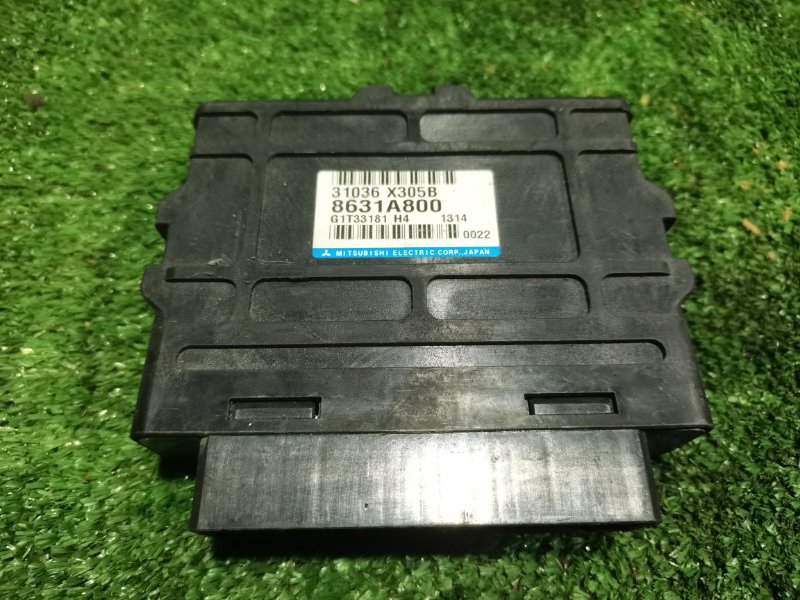 31036 X305B
8631A800
G1T33181 H4 1314
0022
MITSUBISHI ELECTRIC CORP., JAPAN